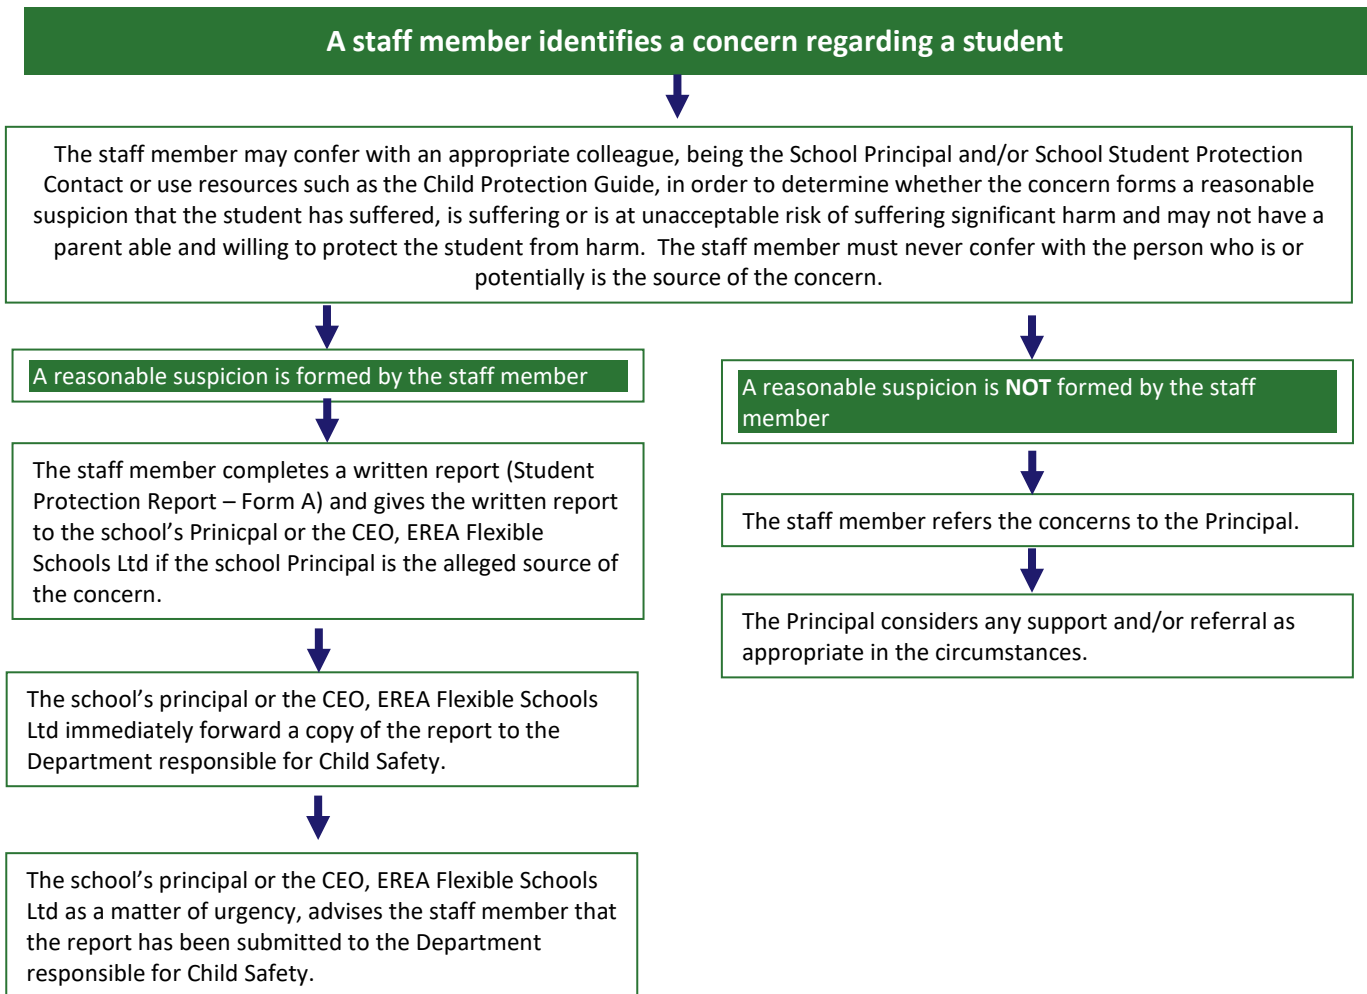 A staff member identifies a concern regarding a student
The staff member may confer with an appropriate colleague, being the School Principal and/or School Student Protection
Contact or use resources such as the Child Protection Guide, in order to determine whether the concern forms a reasonable
suspicion that the student has suffered, is suffering or is at unacceptable risk of suffering significant harm and may not have a
parent able and willing to protect the student from harm.  The staff member must never confer with the person who is or
potentially is the source of the concern.
A reasonable suspicion is formed by the staff member
The staff member completes a written report (Student
Protection Report – Form A) and gives the written report
to the school’s Prinicpal or the CEO, EREA Flexible
Schools Ltd if the school Principal is the alleged source of
the concern.
The school’s principal or the CEO, EREA Flexible Schools
Ltd immediately forward a copy of the report to the
Department responsible for Child Safety.
The school’s principal or the CEO, EREA Flexible Schools
Ltd as a matter of urgency, advises the staff member that
the report has been submitted to the Department
responsible for Child Safety.
A reasonable suspicion is NOT formed by the staff
member
The staff member refers the concerns to the Principal.
The Principal considers any support and/or referral as
appropriate in the circumstances.